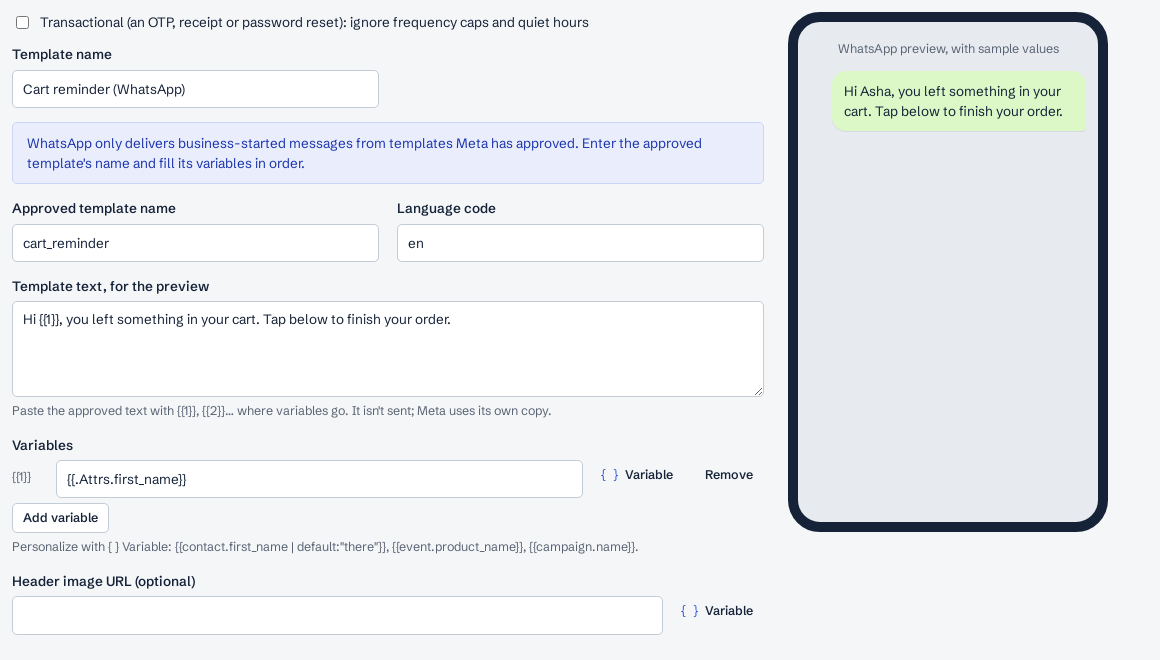 Transactional (an OTP, receipt or password reset): ignore frequency caps and quiet hours
Template name
Cart reminder (WhatsApp)
WhatsApp only delivers business-started messages from templates Meta has approved. Enter the approved
template's name and fill its variables in order.
Approved template name
Language code
cart_reminder
en
Template text, for the preview
Hi {{1}}, you left something in your cart. Tap below to finish your order.
Paste the approved text with {{1}}, {{2}}... where variables go. It isn't sent; Meta uses its own copy.
Variables
{{1}}
{{.Attrs.first_name}}
{ } Variable
Remove
Add variable
Personalize with { } Variable: {{contact.first_name | default:"there"}}, {{event.product_name}}, {{campaign.name}}.
Header image URL (optional)
{ } Variable
WhatsApp preview, with sample values
Hi Asha, you left something in your
cart. Tap below to finish your order.